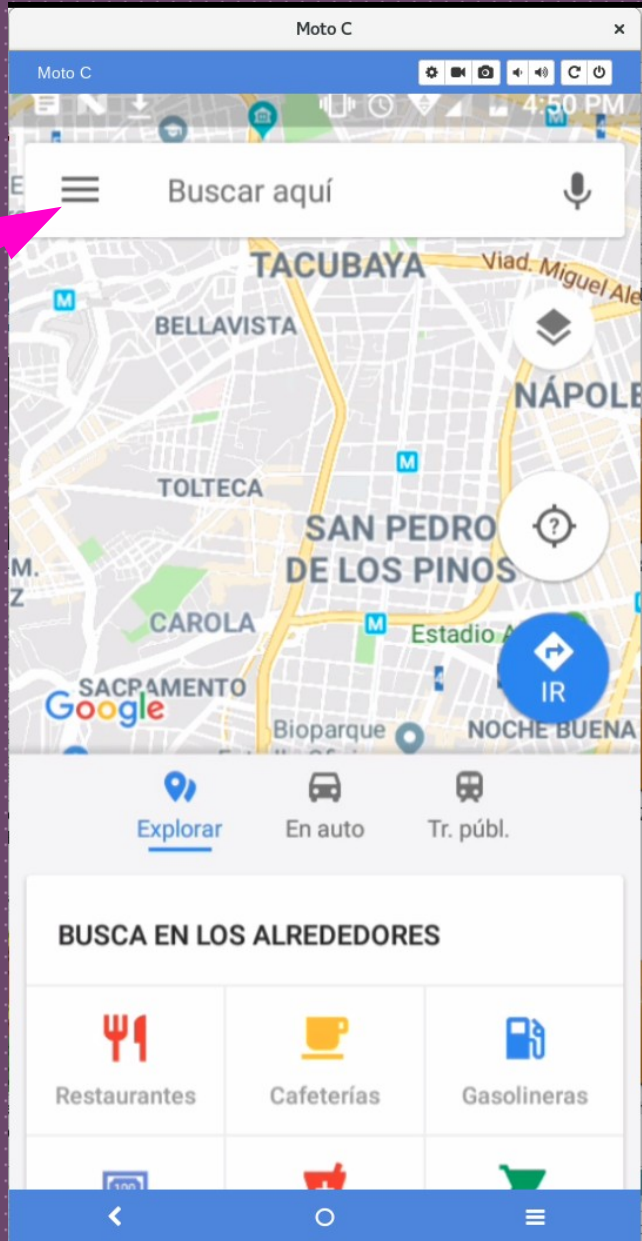 Moto C
Moto C
4:50 PM
Buscar aquí
TACUBAYA
Viad. Miguel Ale
M
BELLAVISTA
NÁPOLE
M
TOLTECA
SAN PEDRO
DE LOS PINOS
M.
Z
CAROLA
M
Estadio
IR
SACRAMENTO
Google
Bioparque
NOCHE BUENA
Explorar
En auto
Tr. públ.
BUSCA EN LOS ALREDEDORES
Restaurantes
Cafeterías
Gasolineras
100